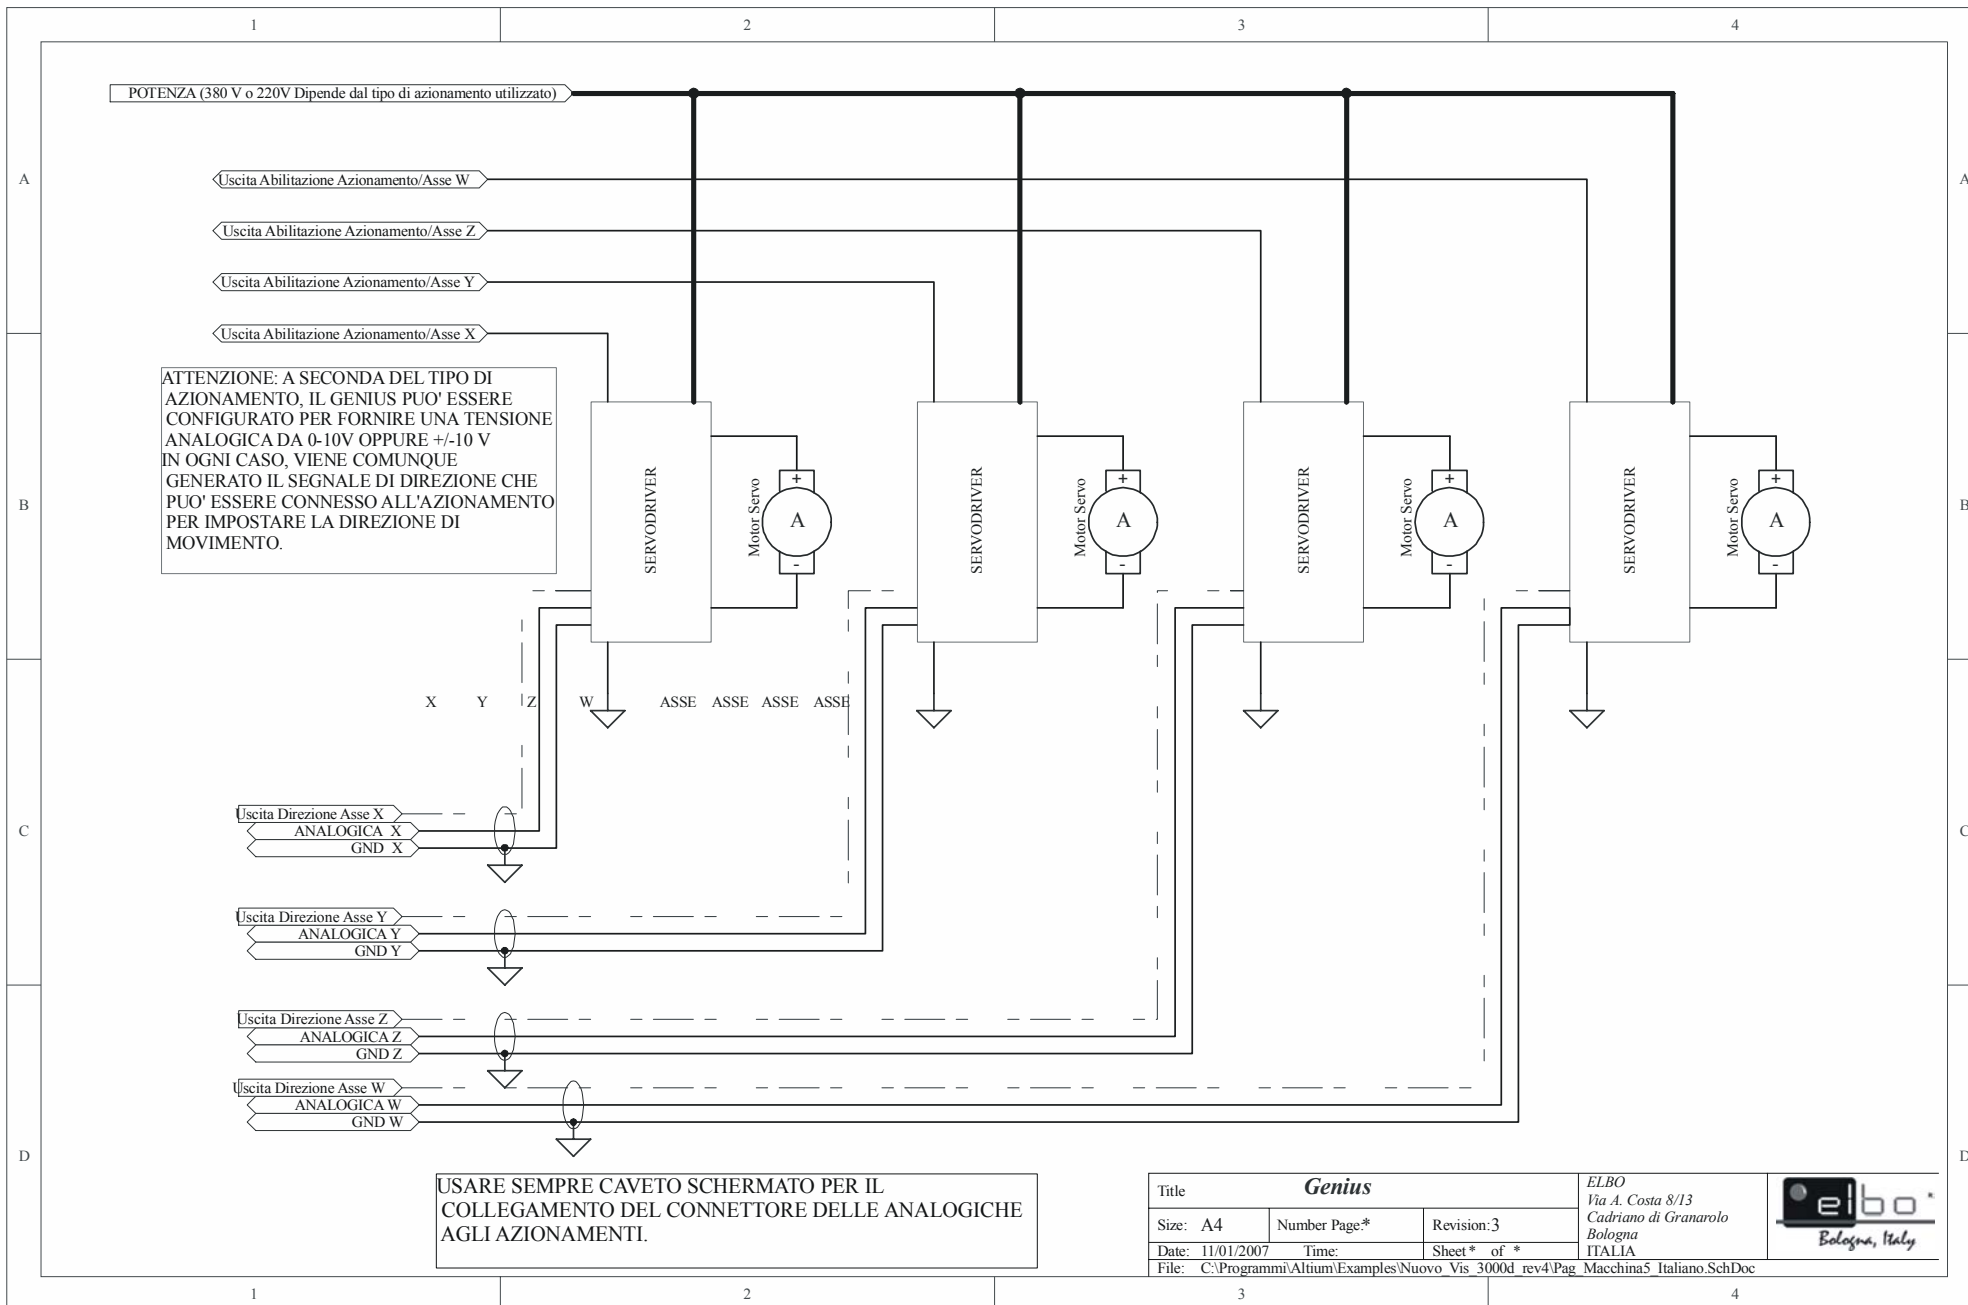 1 2 3 4
POTENZA (380 V o 220V Dipende dal tipo di azionamento utilizzato)
A A
Uscita Abilitazione Azionamento/Asse W
Uscita Abilitazione Azionamento/Asse Z
Uscita Abilitazione Azionamento/Asse Y
Uscita Abilitazione Azionamento/Asse X
ATTENZIONE: A SECONDA DEL TIPO DI
AZIONAMENTO, IL GENIUS PUO' ESSERE
CONFIGURATO PER FORNIRE UNA TENSIONE
ANALOGICA DA 0-10V OPPURE +/-10 V
IN OGNI CASO, VIENE COMUNQUE
GENERATO IL SEGNALE DI DIREZIONE CHE
PUO' ESSERE CONNESSO ALL'AZIONAMENTO
PER IMPOSTARE LA DIREZIONE DI
MOVIMENTO.
B B
SERVODRIVER
Motor Servo
+
A
-
SERVODRIVER
Motor Servo
+
A
-
SERVODRIVER
Motor Servo
+
A
-
SERVODRIVER
Motor Servo
+
A
-
X Y Z W ASSE ASSE ASSE ASSE
C C
Uscita Direzione Asse X
ANALOGICA X
GND X
Uscita Direzione Asse Y
ANALOGICA Y
GND Y
Uscita Direzione Asse Z
ANALOGICA Z
GND Z
Uscita Direzione Asse W
ANALOGICA W
GND W
D D
USARE SEMPRE CAVETO SCHERMATO PER IL
COLLEGAMENTO DEL CONNETTORE DELLE ANALOGICHE
AGLI AZIONAMENTI.
Title Genius
Size: A4 Number Page:* Revision:3
Date: 11/01/2007 Time: Sheet * of *
File: C:\Programmi\Altium\Examples\Nuovo_Vis_3000d_rev4\Pag_Macchina5_Italiano.SchDoc
ELBO
Via A. Costa 8/13
Cadriano di Granarolo
Bologna
ITALIA
elbo
Bologna, Italy
1 2 3 4